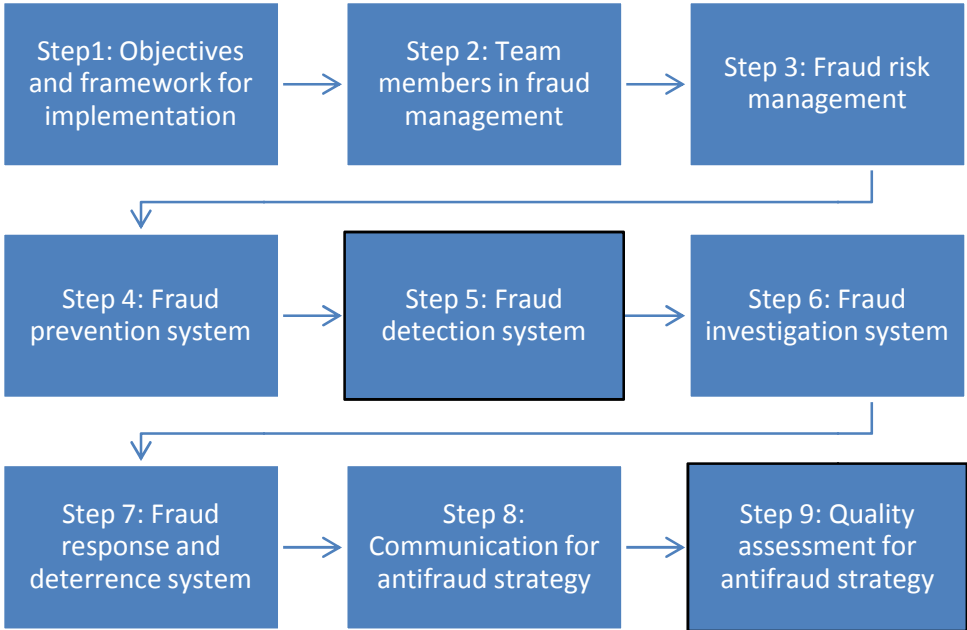 Step1: Objectives
and framework for
implementation
Step 2: Team
members in fraud
management
Step 3: Fraud risk
management
Step 4: Fraud
prevention system
Step 5: Fraud
detection system
Step 6: Fraud
investigation system
Step 7: Fraud
response and
deterrence system
Step 8:
Communication for
antifraud strategy
Step 9: Quality
assessment for
antifraud strategy